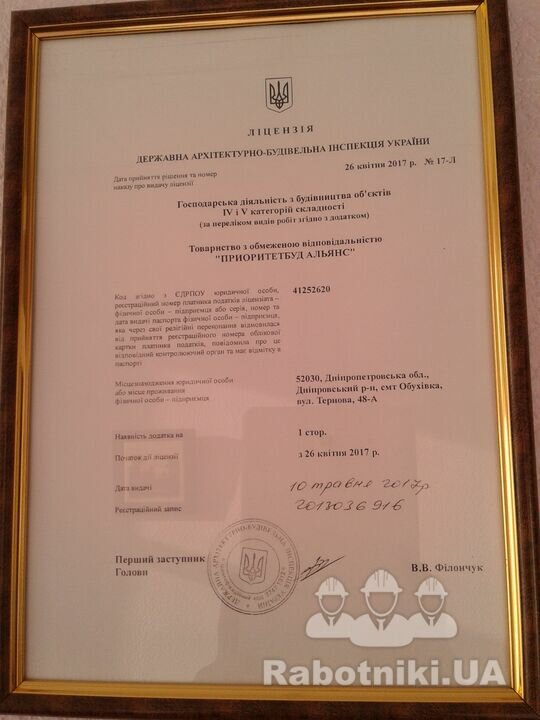 ЛІЦЕНЗІЯ
ДЕРЖАВНА АРХІТЕКТУРНО-БУДІВЕЛЬНА ІНСПЕКЦІЯ УКРАЇНИ
Дата прийняття рішення та номер
наказу про видачу ліцензії
26 квітня 2017 р. № 17-Л
Господарська діяльність з будівництва об'єктів
IV і V категорій складності
(за переліком видів робіт згідно з додатком)
Товариство з обмеженою відповідальністю
"ПРИОРИТЕТБУД АЛЬЯНС"
Код згідно з ЄДРПОУ юридичної особи,
реєстраційний номер платника податків ліцензіата –
фізичної особи – підприємця або серія, номер та
дата видачі паспорта фізичної особи – підприємця,
яка через свої релігійні переконання відмовилася
від прийняття реєстраційного номера облікової
картки платника податків, повідомила про це
відповідний контролюючий орган та має відмітку в
паспорті
41252620
Місцезнаходження юридичної особи
або місце проживання
фізичної особи – підприємця
52030, Дніпропетровська обл.,
Дніпровський р-н, смт Обухівка,
вул. Тернова, 48-А
Наявність додатка на
1 стор.
Початок дії ліцензії
з 26 квітня 2017 р.
Дата видачі
10 травня 2017р
Реєстраційний запис
2013036916
Перший заступник
Голови
В.В. Філончук
Rabotniki.UA